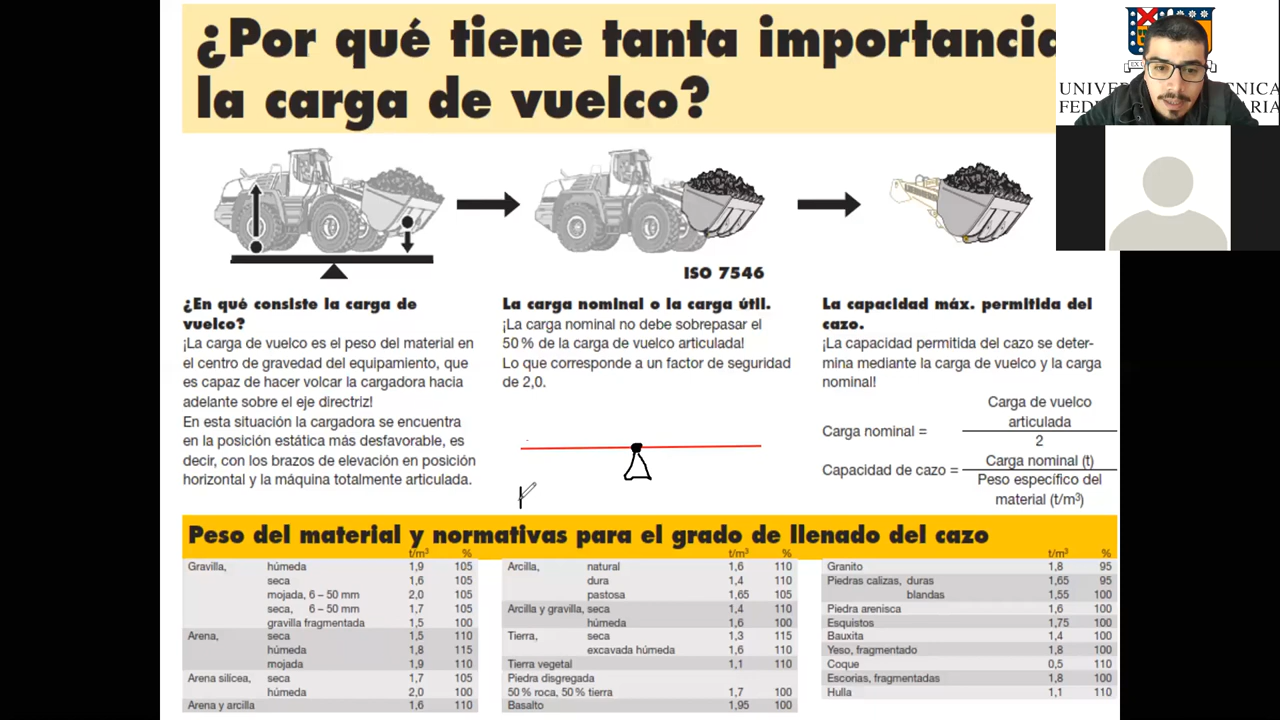 ¿Por qué tiene tanta importancia
la carga de vuelco?
ISO 7546
¿En qué consiste la carga de
vuelco?
¡La carga de vuelco es el peso del material en
el centro de gravedad del equipamiento, que
es capaz de hacer volcar la cargadora hacia
adelante sobre el eje directriz!
En esta situación la cargadora se encuentra
en la posición estática más desfavorable, es
decir, con los brazos de elevación en posición
horizontal y la máquina totalmente articulada.
La carga nominal o la carga útil.
¡La carga nominal no debe sobrepasar el
50 % de la carga de vuelco articulada!
Lo que corresponde a un factor de seguridad
de 2,0.
La capacidad máx. permitida del
cazo.
¡La capacidad permitida del cazo se deter-
mina mediante la carga de vuelco y la carga
nominal!
Carga nominal = Carga de vuelco
articulada
2
Capacidad de cazo = Carga nominal (t)
Peso específico del
material (t/m³)
Peso del material y normativas para el grado de llenado del cazo
t/m³ %
Gravilla, húmeda 1,9 105
seca 1,6 105
mojada, 6 – 50 mm 2,0 105
seca, 6 – 50 mm 1,7 105
gravilla fragmentada 1,5 100
Arena, seca 1,5 110
húmeda 1,8 115
mojada 1,9 110
Arena silícea, seca 1,7 105
húmeda 2,0 100
Arena y arcilla 1,6 110
t/m³ %
Arcilla, natural 1,6 110
dura 1,4 110
pastosa 1,65 105
Arcilla y gravilla, seca 1,4 110
húmeda 1,6 100
Tierra, seca 1,3 115
excavada húmeda 1,6 110
Tierra vegetal 1,1 110
Piedra disgregada
50 % roca, 50 % tierra 1,7 100
Basalto 1,95 100
t/m³ %
Granito 1,8 95
Piedras calizas, duras 1,65 95
blandas 1,55 100
Piedra arenisca 1,6 100
Esquistos 1,75 100
Bauxita 1,4 100
Yeso, fragmentado 1,8 100
Coque 0,5 110
Escorias, fragmentadas 1,8 100
Hulla 1,1 110